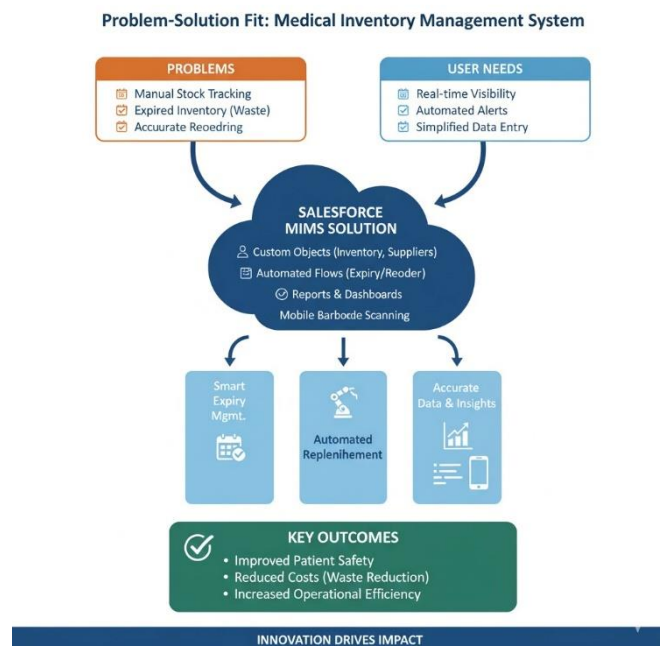 Problem-Solution Fit: Medical Inventory Management System
PROBLEMS
Manual Stock Tracking
Expired Inventory (Waste)
Accuurate Reoedring
USER NEEDS
Real-time Visibility
Automated Alerts
Simplified Data Entry
SALESFORCE
MIMS SOLUTION
Custom Objects (Inventory, Suppliers)
Automated Flows (Expiry/Reoder)
Reports & Dashboards
Mobile Barbocde Scanning
Smart
Expiry
Mgmt.
Automated
Replenihement
Accurate
Data & Insights
KEY OUTCOMES
• Improved Patient Safety
• Reduced Costs (Waste Reduction)
• Increased Operational Efficiency
INNOVATION DRIVES IMPACT